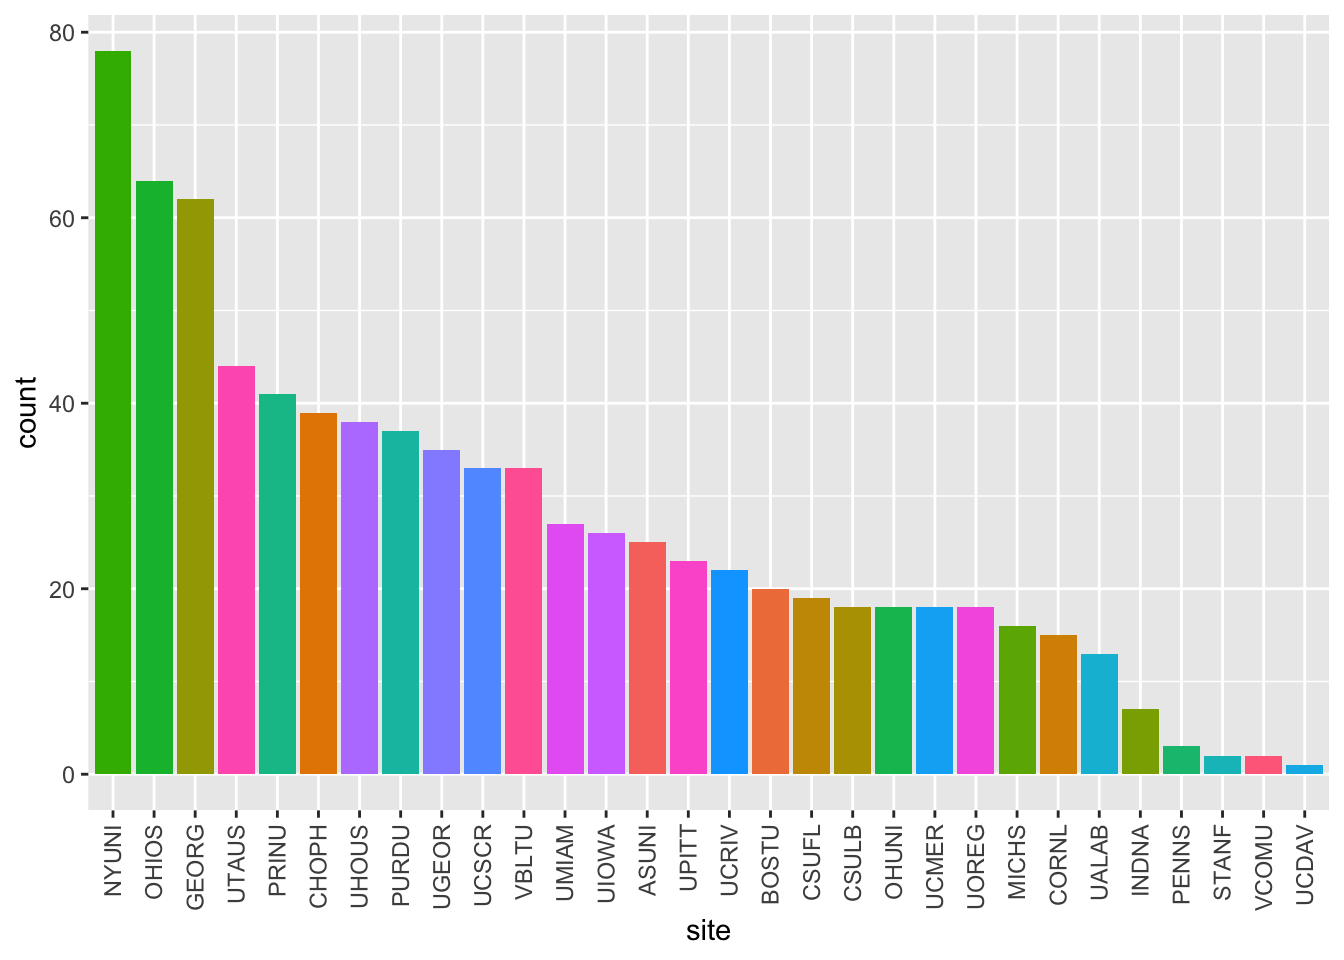 80
60
40
20
0
count
NYUNI
OHIOS
GEORG
UTAUS
PRINU
CHOPH
UHOUS
PURDU
UGEOR
UCSCR
VBLTU
UMIAM
UIOWA
ASUNI
UPITT
UCRIV
BOSTU
CSUFL
CSULB
OHUNI
UCMER
UOREG
MICHS
CORNL
UALAB
INDNA
PENNS
STANF
VCOMU
UCDAV
site